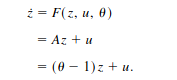 ż = F(z, u, θ)
= Az + u
= (θ − 1)z + u.